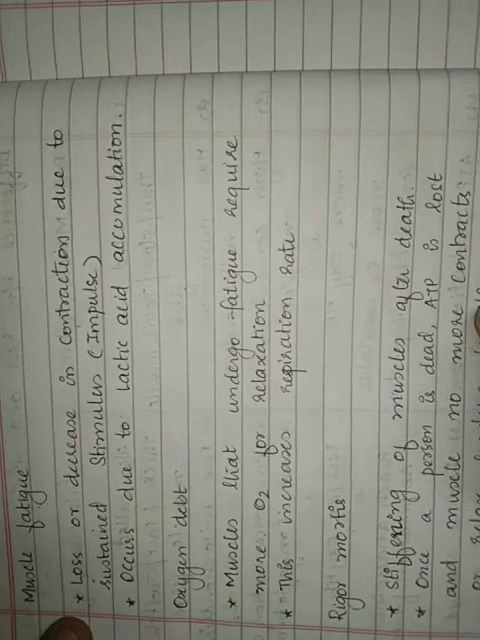 Muscle fatigue
* Loss or decrease in contraction due to
sustained stimulus (Impulse)
* Occurs due to lactic acid accumulation.
Oxygen debt
* Muscles that undergo fatigue require
more O2 for relaxation
* This increases respiration rate.
Rigor mortis
* Stiffening of muscles after death.
* Once a person is dead, ATP is lost
and muscle no more contracts
or